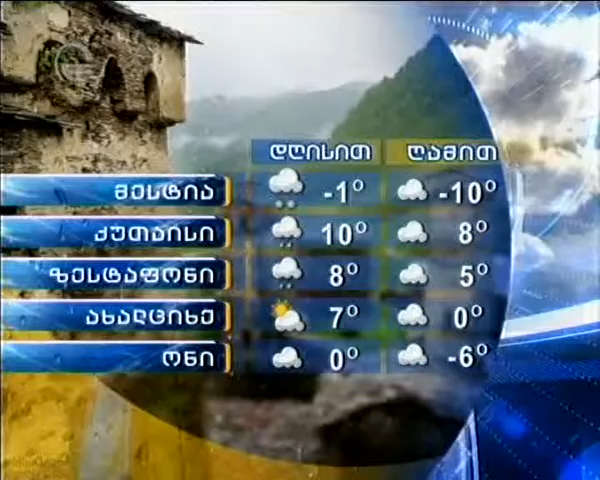 დღისით ღამით
მესტია -1° -10°
ქუთაისი 10° 8°
ზესტაფონი 8° 5°
ახალციხე 7° 0°
ონი 0° -6°